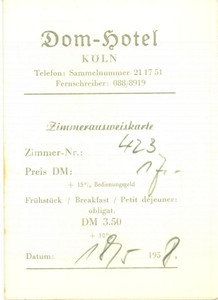 Dom-Hotel
KÖLN
Telefon: Sammelnummer 21 17 51
Fernschreiber: 088/8919
Zimmerausweiskarte
Zimmer-Nr.: 423
Preis DM: 17.-
+ 15% Bedienungsgeld
Frühstück / Breakfast / Petit dejeuner:
obligat.
DM 3.50
+ 15%
Datum: 18/5 1958.